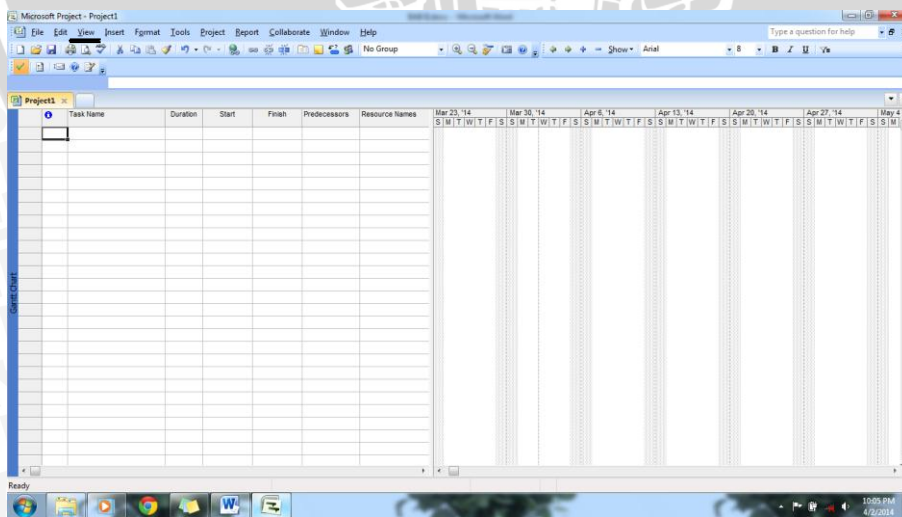 Microsoft Project - Project1
File Edit View Insert Format Tools Project Report Collaborate Window Help
Type a question for help
No Group
Show
Arial
8
B I U
Project1
Task Name Duration Start Finish Predecessors Resource Names
Mar 23, '14 Mar 30, '14 Apr 6, '14 Apr 13, '14 Apr 20, '14 Apr 27, '14 May 4
S M T W T F S S M T W T F S S M T W T F S S M T W T F S S M T W T F S S M T W T F S S M
Gantt Chart
Ready
10:05 PM
4/2/2014